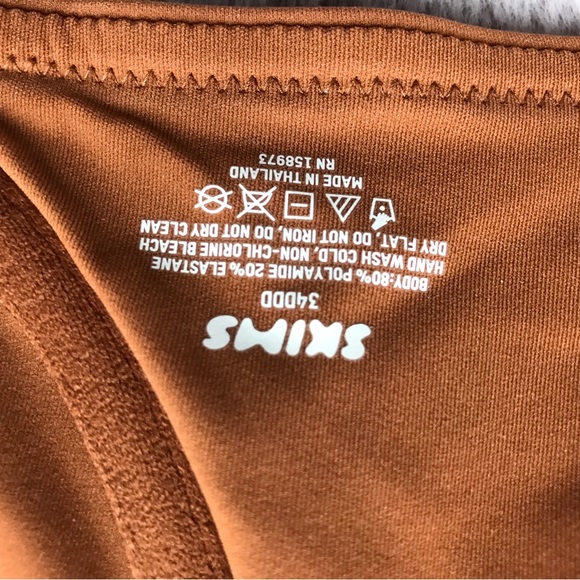 SKIMS
34DDD
BODY:80% POLYAMIDE 20% ELASTANE
HAND WASH COLD, NON-CHLORINE BLEACH
DRY FLAT, DO NOT IRON, DO NOT DRY CLEAN
MADE IN THAILAND
RN 158973